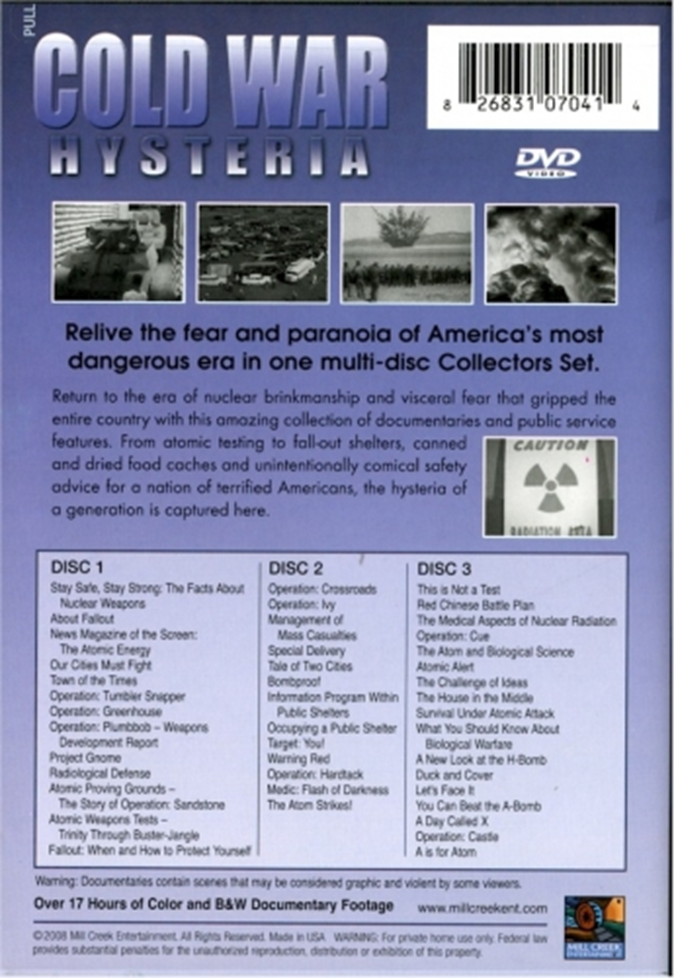 PULL
COLD WAR
HYSTERIA
8 26831 07041 4
DVD
VIDEO
Relive the fear and paranoia of America's most
dangerous era in one multi-disc Collectors Set.
Return to the era of nuclear brinkmanship and visceral fear that gripped the
entire country with this amazing collection of documentaries and public service
features. From atomic testing to fall-out shelters, canned
and dried food caches and unintentionally comical safety
advice for a nation of terrified Americans, the hysteria of
a generation is captured here.
CAUTION
RADIATION AREA
DISC 1
Stay Safe, Stay Strong: The Facts About
Nuclear Weapons
About Fallout
News Magazine of the Screen:
The Atomic Energy
Our Cities Must Fight
Town of the Times
Operation: Tumbler Snapper
Operation: Greenhouse
Operation: Plumbbob – Weapons
Development Report
Project Gnome
Radiological Defense
Atomic Proving Grounds –
The Story of Operation: Sandstone
Atomic Weapons Tests –
Trinity Through Buster-Jangle
Fallout: When and How to Protect Yourself
DISC 2
Operation: Crossroads
Operation: Ivy
Management of
Mass Casualties
Special Delivery
Tale of Two Cities
Bombproof
Information Program Within
Public Shelters
Occupying a Public Shelter
Target: You!
Warning Red
Operation: Hardtack
Medic: Flash of Darkness
The Atom Strikes!
DISC 3
This is Not a Test
Red Chinese Battle Plan
The Medical Aspects of Nuclear Radiation
Operation: Cue
The Atom and Biological Science
Atomic Alert
The Challenge of Ideas
The House in the Middle
Survival Under Atomic Attack
What You Should Know About
Biological Warfare
A New Look at the H-Bomb
Duck and Cover
Let's Face It
You Can Beat the A-Bomb
A Day Called X
Operation: Castle
A is for Atom
Warning: Documentaries contain scenes that may be considered graphic and violent by some viewers.
Over 17 Hours of Color and B&W Documentary Footage www.millcreekent.com
©2008 Mill Creek Entertainment. All Rights Reserved. Made in USA WARNING: For private home use only. Federal law
provides substantial penalties for the unauthorized reproduction, distribution or exhibition of this property.
MILL CREEK
ENTERTAINMENT